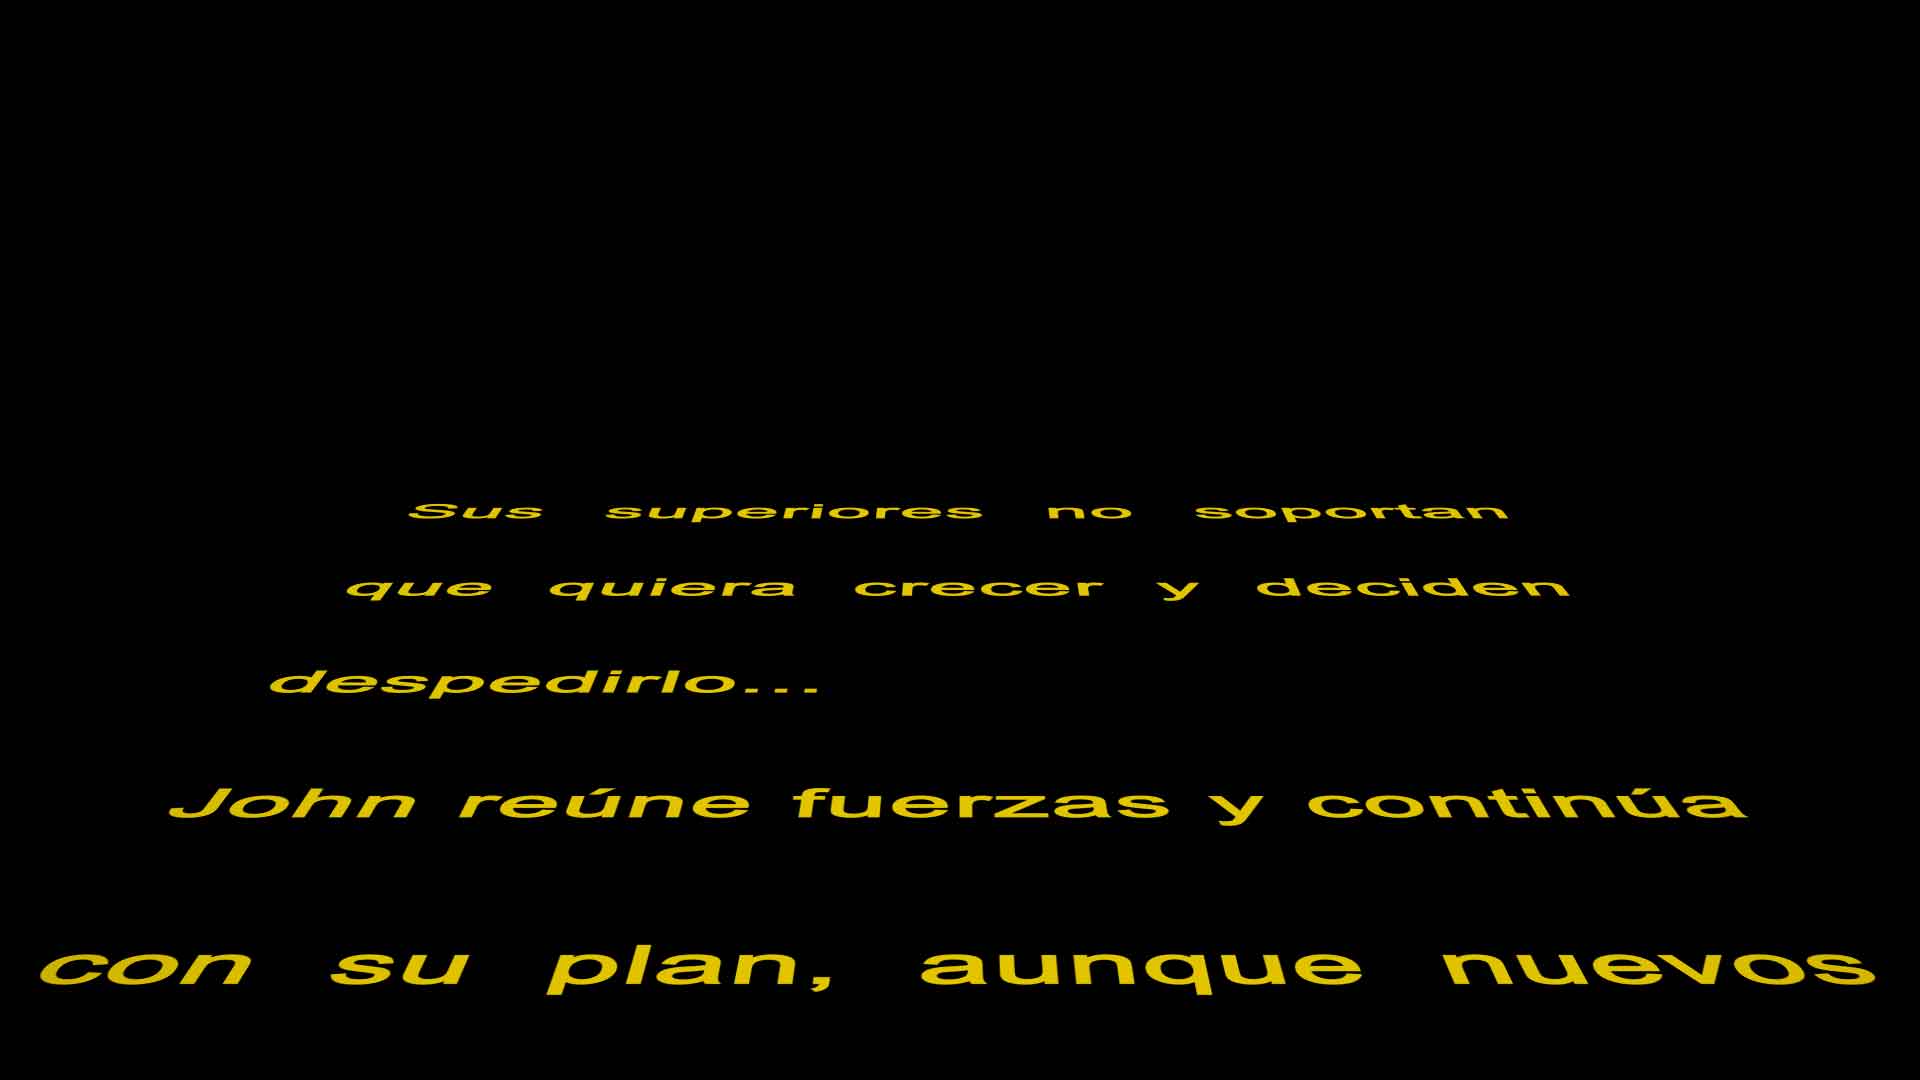 Sus superiores no soportan
que quiera crecer y deciden
despedirlo...
John reúne fuerzas y continúa
con su plan, aunque nuevos